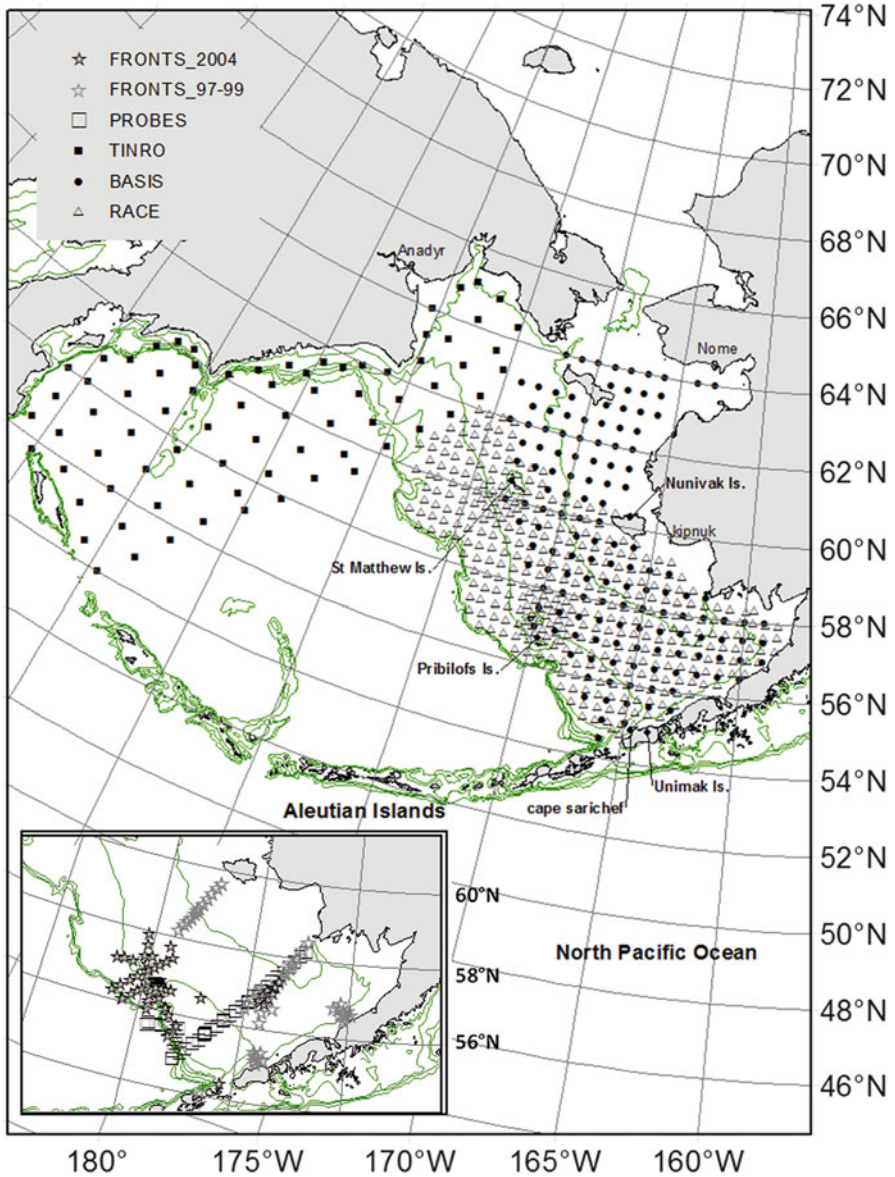 FRONTS_2004
FRONTS_97-99
PROBES
TINRO
BASIS
RACE
74°N
72°N
70°N
68°N
66°N
64°N
62°N
60°N
58°N
56°N
54°N
52°N
50°N
48°N
46°N
Anadyr
Nome
Nunivak Is.
kipnuk
St Matthew Is.
Pribilofs Is.
Unimak Is.
cape sarichef
Aleutian Islands
North Pacific Ocean
60°N
58°N
56°N
180°
175°W
170°W
165°W
160°W